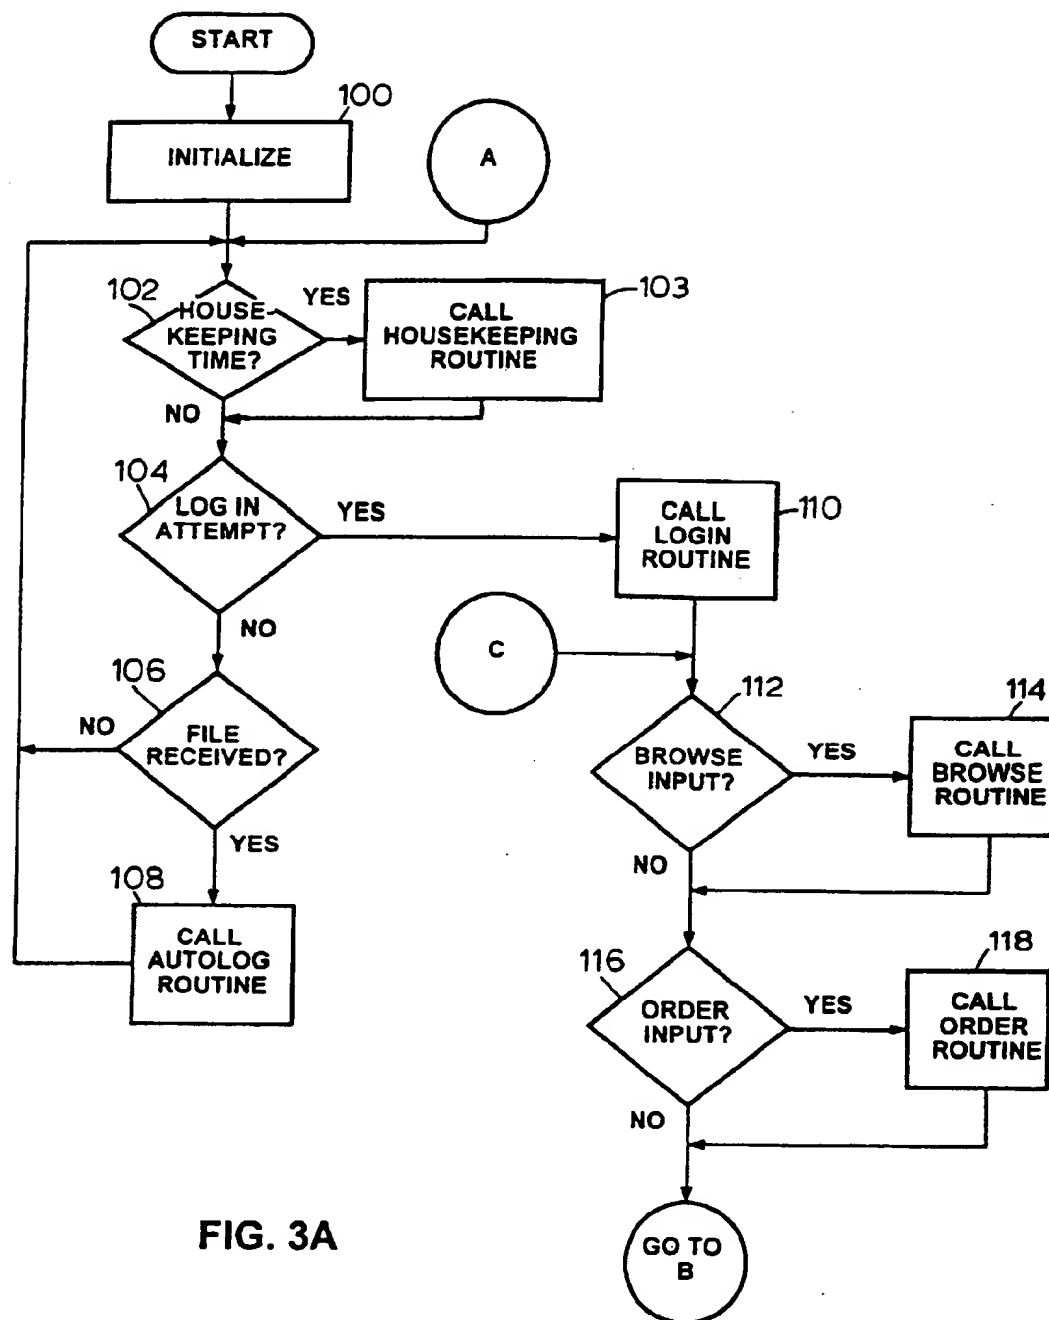 START
100
INITIALIZE
A
102
HOUSE-
KEEPING
TIME?
YES
103
CALL
HOUSEKEEPING
ROUTINE
NO
104
LOG IN
ATTEMPT?
YES
CALL
LOGIN
ROUTINE
110
NO
C
106
NO
FILE
RECEIVED?
YES
112
BROWSE
INPUT?
YES
114
CALL
BROWSE
ROUTINE
NO
108
CALL
AUTOLOG
ROUTINE
116
ORDER
INPUT?
YES
118
CALL
ORDER
ROUTINE
NO
GO TO
B
FIG. 3A